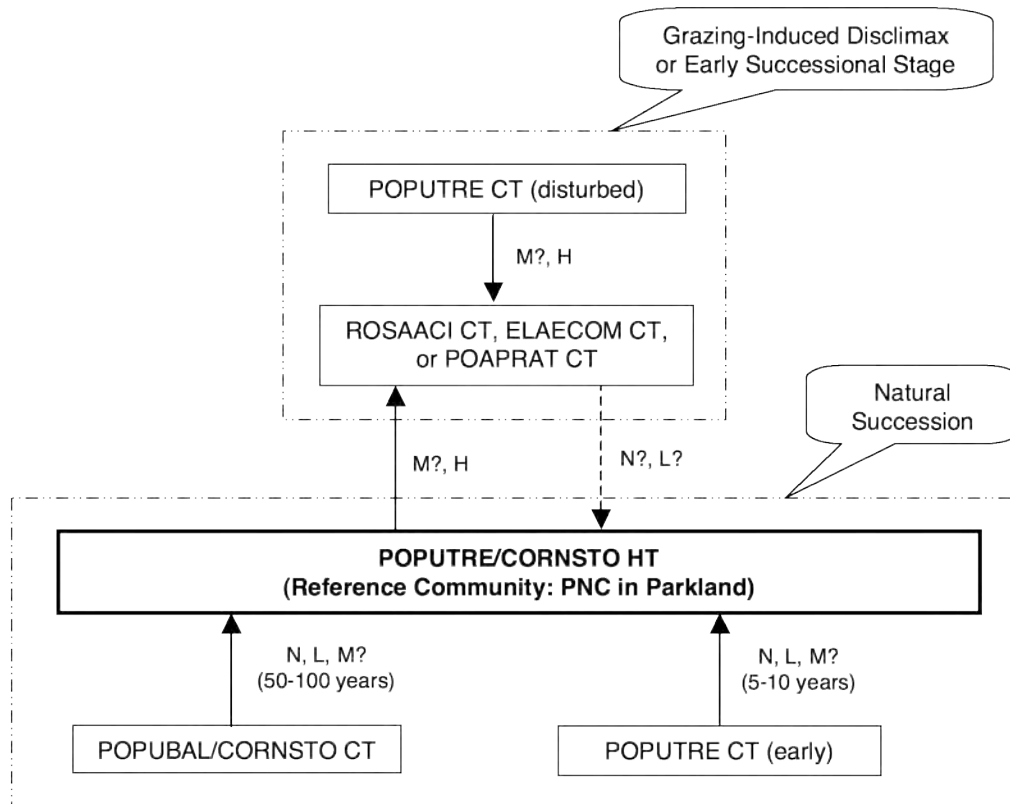 Grazing-Induced Disclimax
or Early Successional Stage
POPUTRE CT (disturbed)
M?, H
ROSAACI CT, ELAECOM CT,
or POAPRAT CT
Natural
Succession
M?, H
N?, L?
POPUTRE/CORNSTO HT
(Reference Community: PNC in Parkland)
N, L, M?
(50-100 years)
N, L, M?
(5-10 years)
POPUBAL/CORNSTO CT
POPUTRE CT (early)